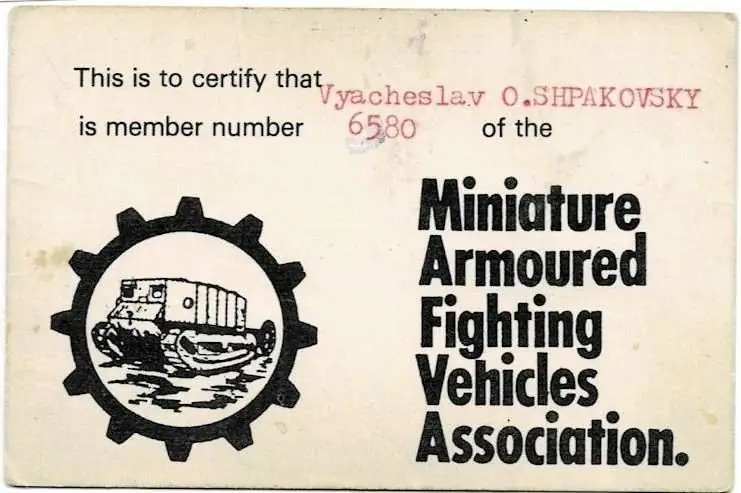 This is to certify that Vyacheslav O.SHPAKOVSKY
is member number 6580 of the
Miniature
Armoured
Fighting
Vehicles
Association.